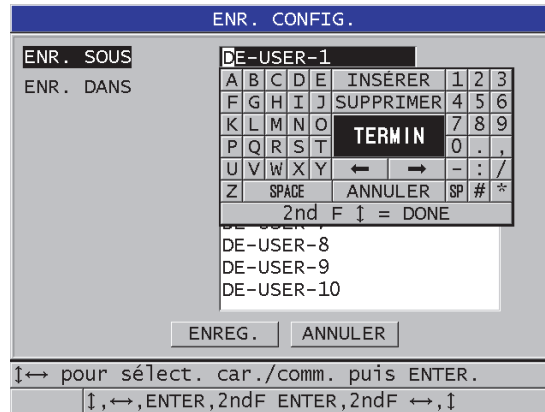 ENR. CONFIG.
ENR. SOUS
DE-USER-1
ENR. DANS
A B C D E INSÉRER 1 2 3
F G H I J SUPPRIMER 4 5 6
K L M N O TERMIN 7 8 9
P Q R S T 0 . ,
U V W X Y ← → - : /
Z SPACE ANNULER SP # *
2nd F ↕ = DONE
DE-USER-8
DE-USER-9
DE-USER-10
ENREG. ANNULER
↕↔ pour sélect. car./comm. puis ENTER.
↕,↔,ENTER,2ndF ENTER,2ndF ↔,↕